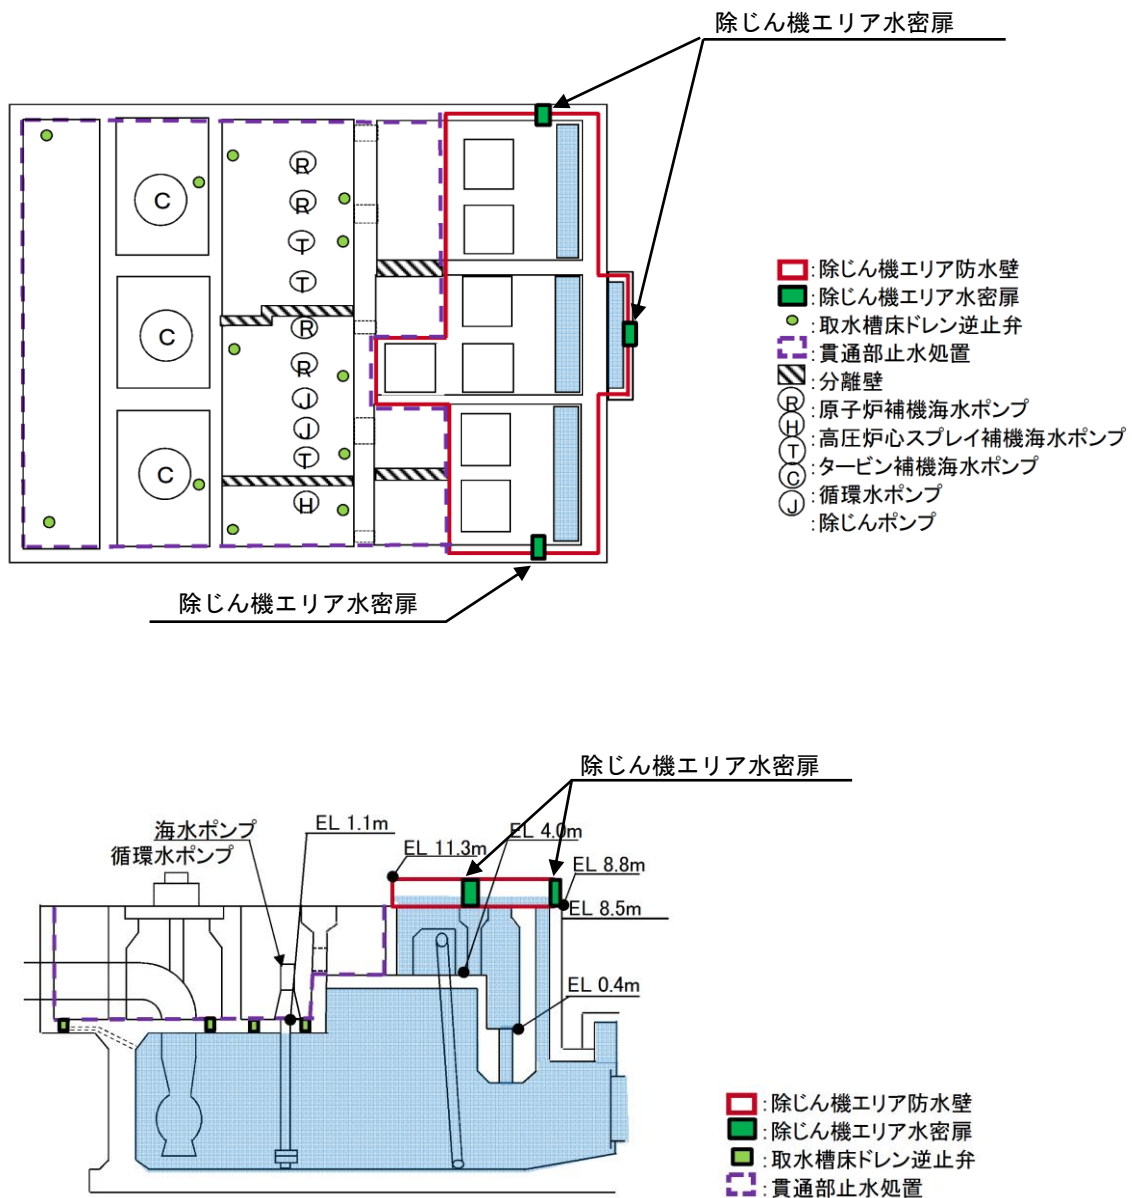 除じん機エリア水密扉
R
C
R
T
T
C
R
R
J
J
T
C
H
:除じん機エリア防水壁
:除じん機エリア水密扉
:取水槽床ドレン逆止弁
:貫通部止水処置
:分離壁
R :原子炉補機海水ポンプ
H :高圧炉心スプレイ補機海水ポンプ
T :タービン補機海水ポンプ
C :循環水ポンプ
J :除じんポンプ
除じん機エリア水密扉
除じん機エリア水密扉
海水ポンプ
循環水ポンプ
EL 1.1m
EL 4.0m
EL 11.3m
EL 8.8m
EL 8.5m
EL 0.4m
:除じん機エリア防水壁
:除じん機エリア水密扉
:取水槽床ドレン逆止弁
:貫通部止水処置